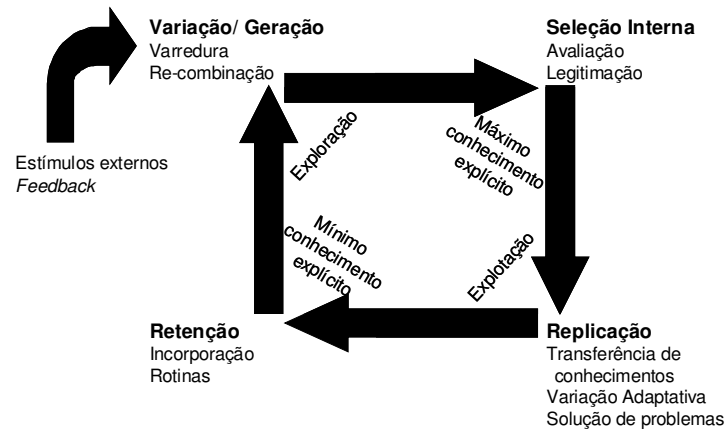 Variação/ Geração
Varredura
Re-combinação
Seleção Interna
Avaliação
Legitimação
Estímulos externos
Feedback
Exploração
Máximo
conhecimento
explícito
Mínimo
conhecimento
explícito
Explotação
Retenção
Incorporação
Rotinas
Replicação
Transferência de
conhecimentos
Variação Adaptativa
Solução de problemas